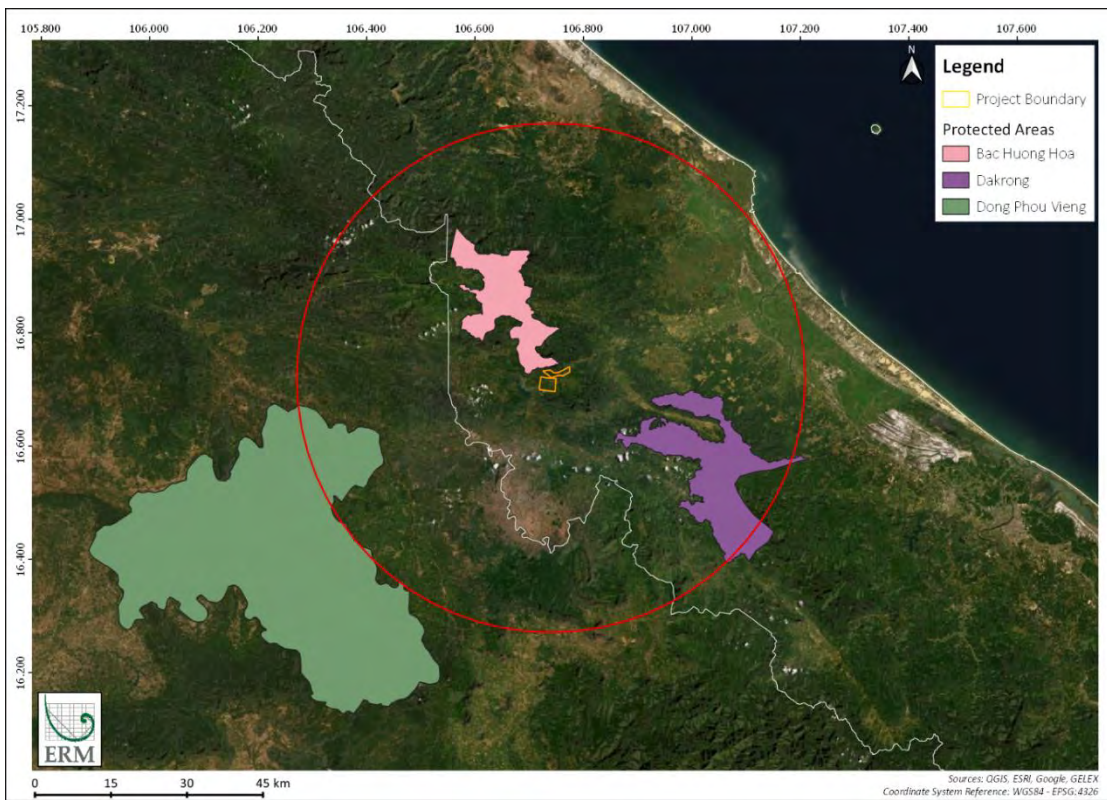 105.800 106.000 106.200 106.400 106.600 106.800 107.000 107.200 107.400 107.600
17.200
17.000
16.800
16.600
16.400
16.200
N
Legend
Project Boundary
Protected Areas
Bac Huong Hoa
Dakrong
Dong Phou Vieng
ERM
0 15 30 45 km
Sources: QGIS, ESRI, Google, GELEX
Coordinate System Reference: WGS84 - EPSG:4326